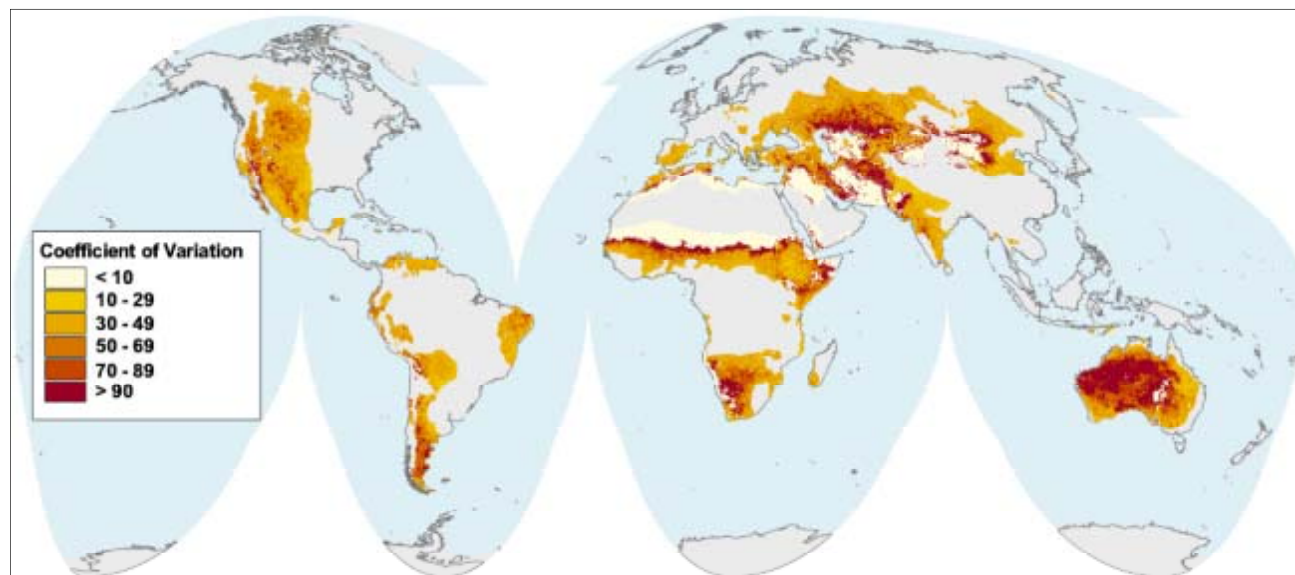 Coefficient of Variation
< 10
10 - 29
30 - 49
50 - 69
70 - 89
> 90